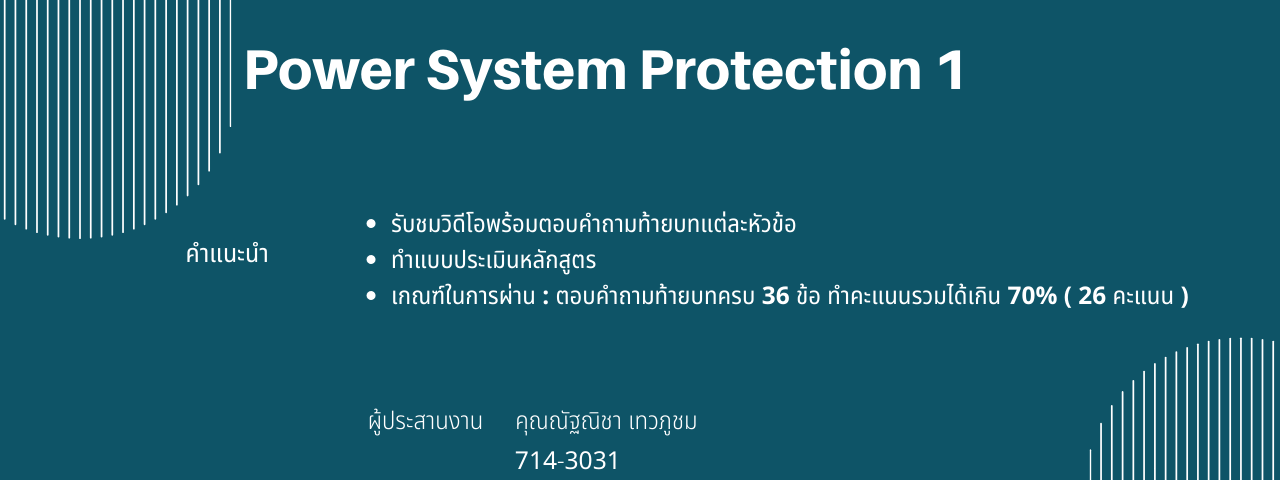 Power System Protection 1
คำแนะนำ
• รับชมวิดีโอพร้อมตอบคำถามท้ายบทแต่ละหัวข้อ
• ทำแบบประเมินหลักสูตร
• เกณฑ์ในการผ่าน : ตอบคำถามท้ายบทครบ 36 ข้อ ทำคะแนนรวมได้เกิน 70% ( 26 คะแนน )
ผู้ประสานงาน คุณณัฐณิชา เทวภูชม
714-3031